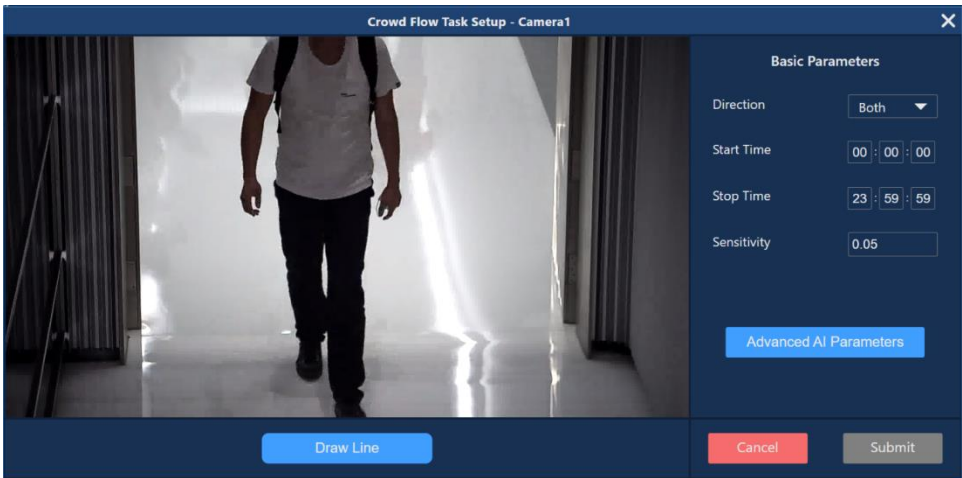 Crowd Flow Task Setup - Camera1
Basic Parameters
Direction Both
Start Time 00 : 00 : 00
Stop Time 23 : 59 : 59
Sensitivity 0.05
Advanced AI Parameters
Draw Line
Cancel Submit